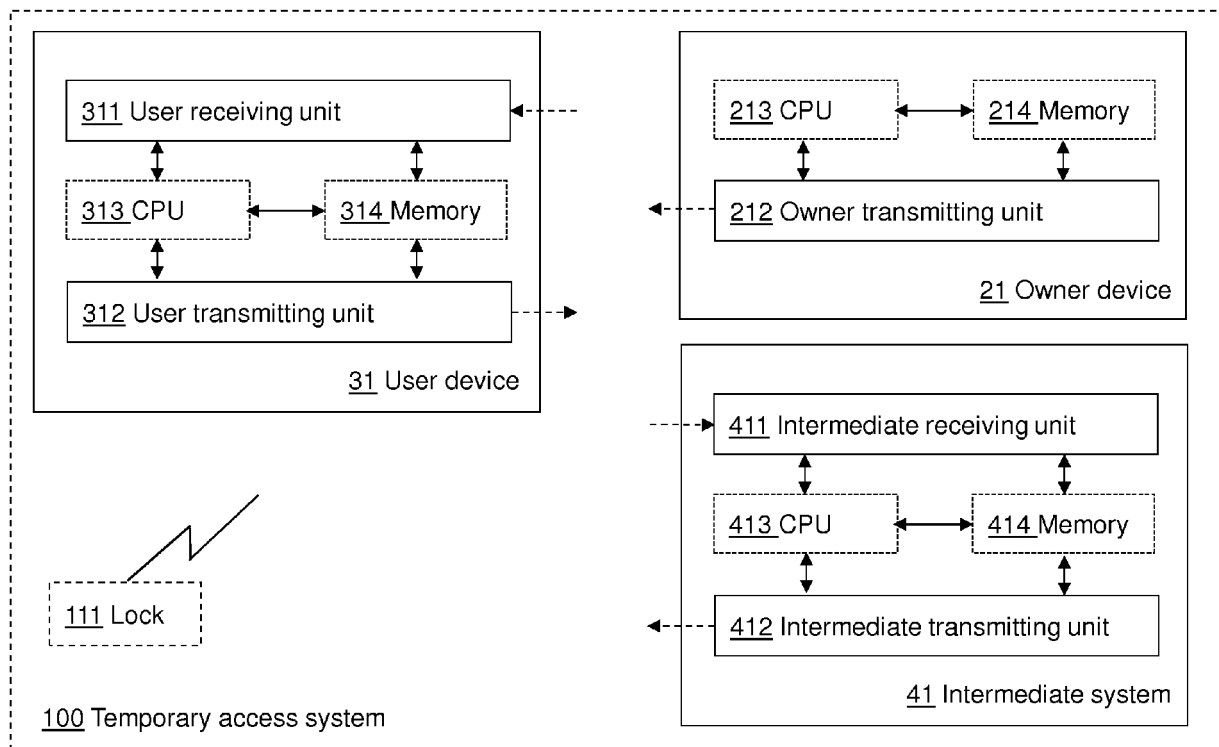 311 User receiving unit
313 CPU
314 Memory
312 User transmitting unit
31 User device
213 CPU
214 Memory
212 Owner transmitting unit
21 Owner device
411 Intermediate receiving unit
413 CPU
414 Memory
412 Intermediate transmitting unit
41 Intermediate system
111 Lock
100 Temporary access system